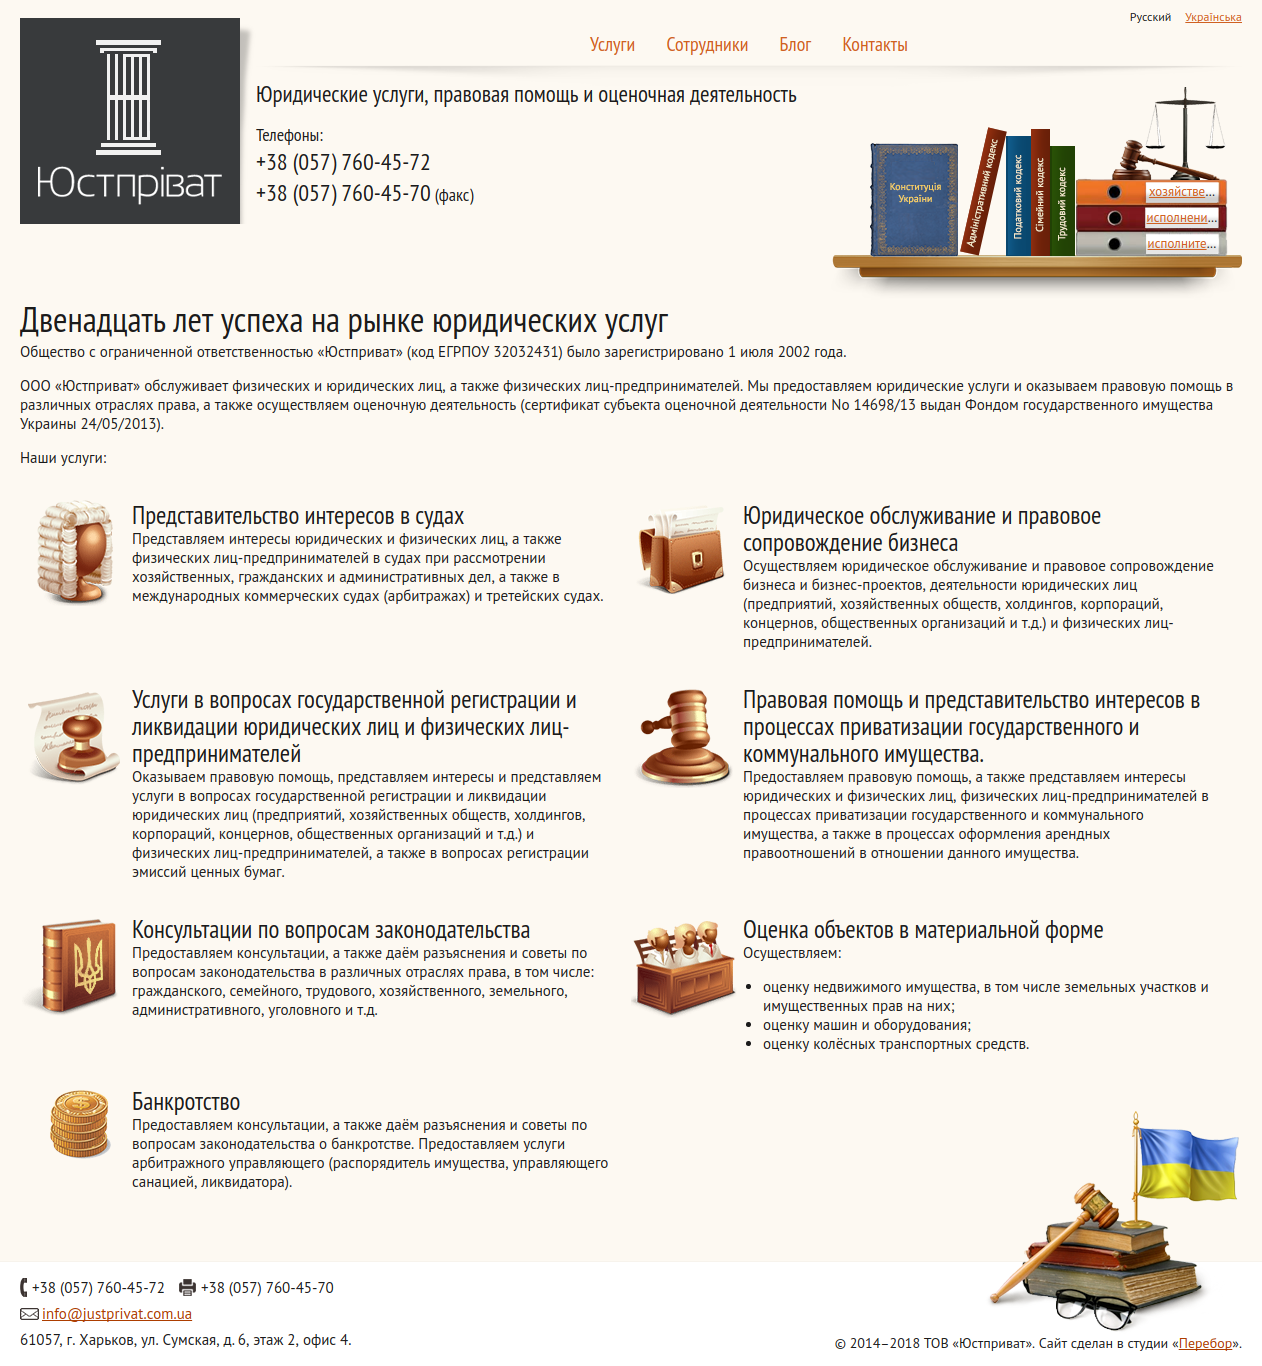 Русский Українська
Услуги Сотрудники Блог Контакты
Юстпріват
Юридические услуги, правовая помощь и оценочная деятельность
Телефоны:
+38 (057) 760-45-72
+38 (057) 760-45-70 (факс)
Конституція
України
Адміністративний кодекс
Податковий кодекс
Сімейний кодекс
Трудовий кодекс
хозяйстве...
исполнени...
исполните...
Двенадцать лет успеха на рынке юридических услуг
Общество с ограниченной ответственностью «Юстприват» (код ЕГРПОУ 32032431) было зарегистрировано 1 июля 2002 года.
ООО «Юстприват» обслуживает физических и юридических лиц, а также физических лиц-предпринимателей. Мы предоставляем юридические услуги и оказываем правовую помощь в
различных отраслях права, а также осуществляем оценочную деятельность (сертификат субъекта оценочной деятельности No 14698/13 выдан Фондом государственного имущества
Украины 24/05/2013).
Наши услуги:
Представительство интересов в судах
Представляем интересы юридических и физических лиц, а также
физических лиц-предпринимателей в судах при рассмотрении
хозяйственных, гражданских и административных дел, а также в
международных коммерческих судах (арбитражах) и третейских судах.
Юридическое обслуживание и правовое
сопровождение бизнеса
Осуществляем юридическое обслуживание и правовое сопровождение
бизнеса и бизнес-проектов, деятельности юридических лиц
(предприятий, хозяйственных обществ, холдингов, корпораций,
концернов, общественных организаций и т.д.) и физических лиц-
предпринимателей.
Услуги в вопросах государственной регистрации и
ликвидации юридических лиц и физических лиц-
предпринимателей
Оказываем правовую помощь, представляем интересы и представляем
услуги в вопросах государственной регистрации и ликвидации
юридических лиц (предприятий, хозяйственных обществ, холдингов,
корпораций, концернов, общественных организаций и т.д.) и
физических лиц-предпринимателей, а также в вопросах регистрации
эмиссий ценных бумаг.
Правовая помощь и представительство интересов в
процессах приватизации государственного и
коммунального имущества.
Предоставляем правовую помощь, а также представляем интересы
юридических и физических лиц, физических лиц-предпринимателей в
процессах приватизации государственного и коммунального
имущества, а также в процессах оформления арендных
правоотношений в отношении данного имущества.
Консультации по вопросам законодательства
Предоставляем консультации, а также даём разъяснения и советы по
вопросам законодательства в различных отраслях права, в том числе:
гражданского, семейного, трудового, хозяйственного, земельного,
административного, уголовного и т.д.
Оценка объектов в материальной форме
Осуществляем:
• оценку недвижимого имущества, в том числе земельных участков и
имущественных прав на них;
• оценку машин и оборудования;
• оценку колёсных транспортных средств.
Банкротство
Предоставляем консультации, а также даём разъяснения и советы по
вопросам законодательства о банкротстве. Предоставляем услуги
арбитражного управляющего (распорядитель имущества, управляющего
санацией, ликвидатора).
+38 (057) 760-45-72 +38 (057) 760-45-70
info@justprivat.com.ua
61057, г. Харьков, ул. Сумская, д. 6, этаж 2, офис 4.
© 2014–2018 ТОВ «Юстприват». Сайт сделан в студии «Перебор».